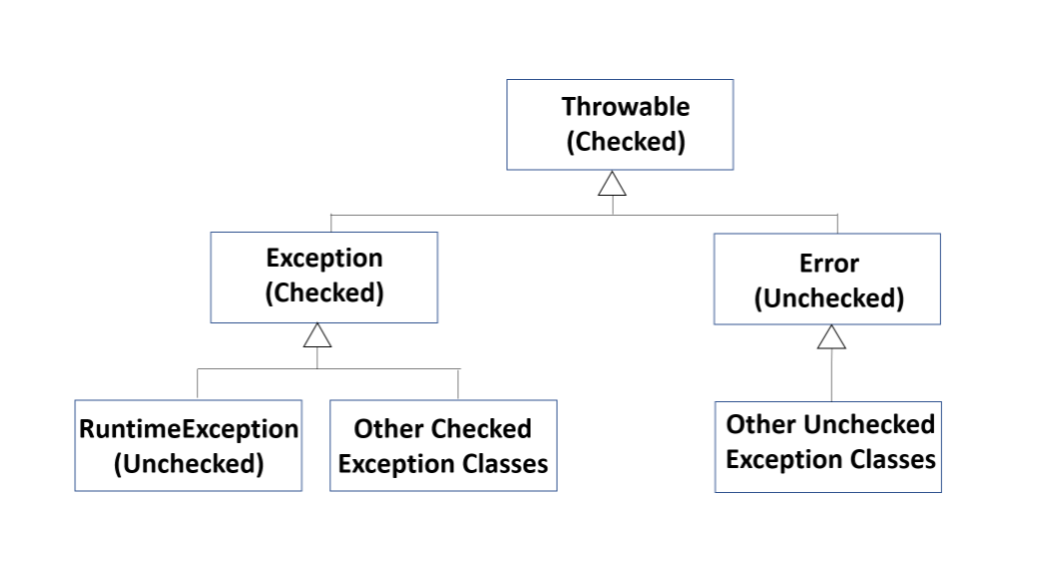 Throwable
(Checked)
Exception
(Checked)
Error
(Unchecked)
RuntimeException
(Unchecked)
Other Checked
Exception Classes
Other Unchecked
Exception Classes